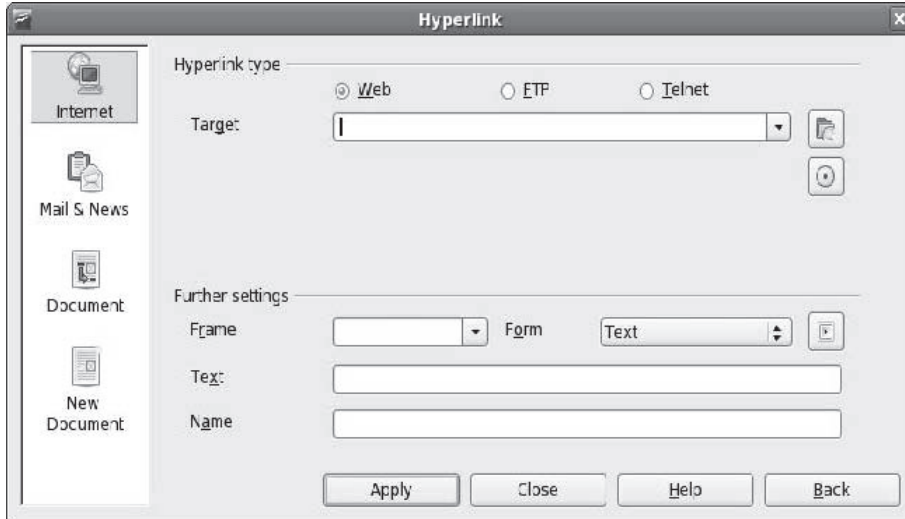 Hyperlink
Internet
Mail & News
Document
New
Document
Hyperlink type
Web
FTP
Telnet
Target
Further settings
Frame
Form
Text
Text
Name
Apply
Close
Help
Back